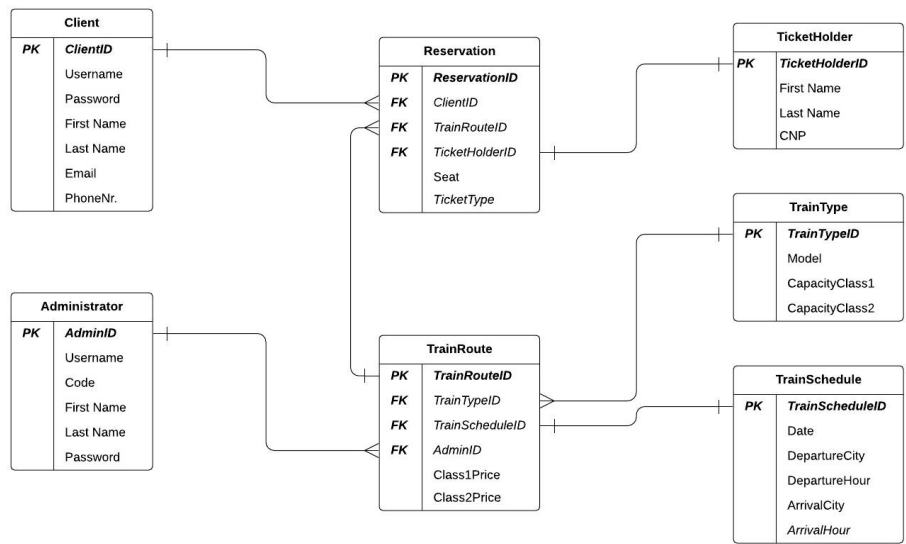 Client
PK ClientID
Username
Password
First Name
Last Name
Email
PhoneNr.
Reservation
PK ReservationID
FK ClientID
FK TrainRouteID
FK TicketHolderID
Seat
TicketType
TicketHolder
PK TicketHolderID
First Name
Last Name
CNP
TrainType
PK TrainTypeID
Model
CapacityClass1
CapacityClass2
Administrator
PK AdminID
Username
Code
First Name
Last Name
Password
TrainRoute
PK TrainRouteID
FK TrainTypeID
FK TrainScheduleID
FK AdminID
Class1Price
Class2Price
TrainSchedule
PK TrainScheduleID
Date
DepartureCity
DepartureHour
ArrivalCity
ArrivalHour